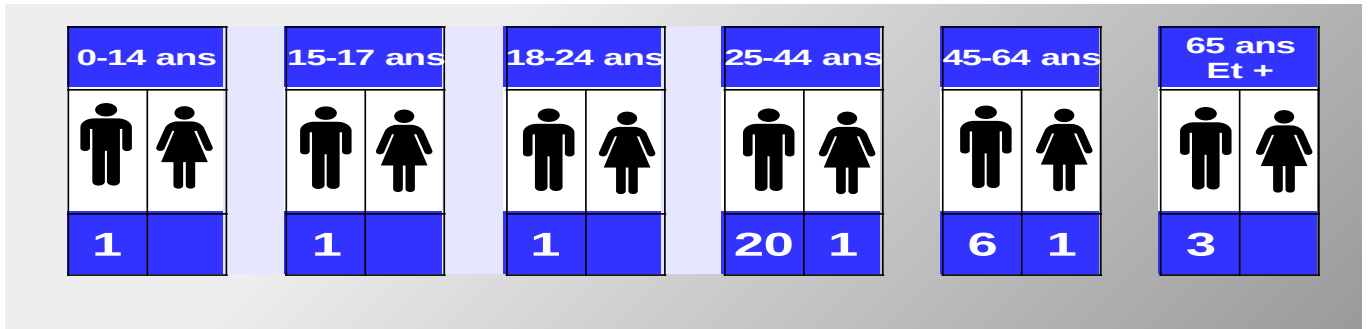 0-14 ans
15-17 ans
18-24 ans
25-44 ans
45-64 ans
65 ans
Et +
1
1
1
20 1
6 1
3